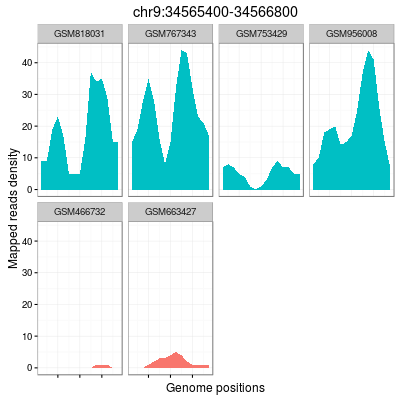 chr9:34565400-34566800
GSM818031 GSM767343 GSM753429 GSM956008
40
30
20
10
0
Mapped reads density
GSM466732 GSM663427
40
30
20
10
0
Genome positions